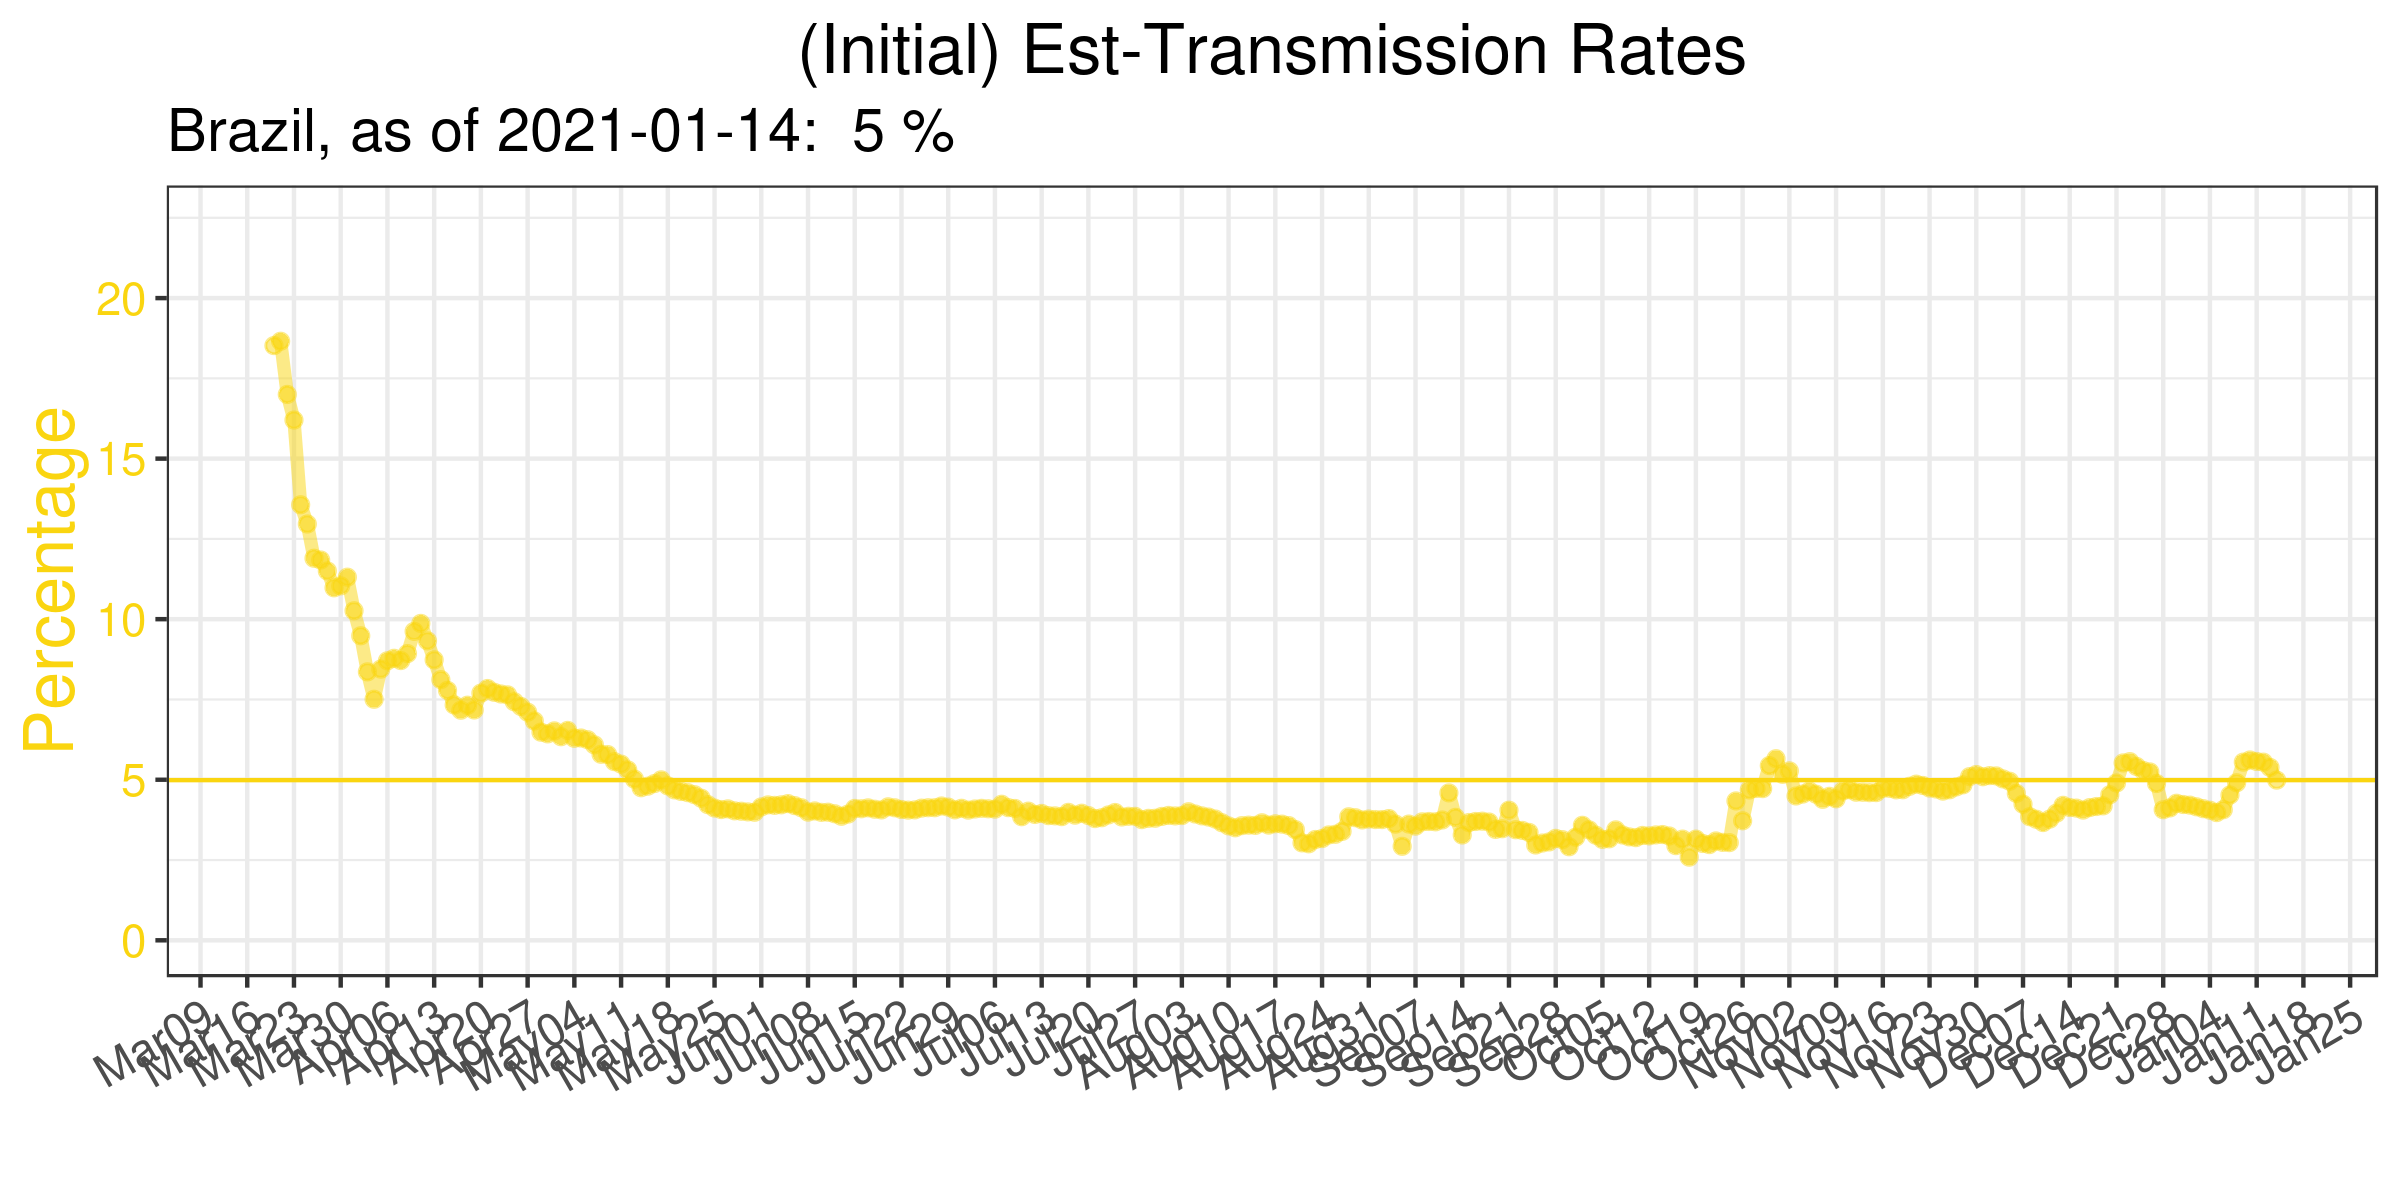 (Initial) Est-Transmission Rates
Brazil, as of 2021-01-14:  5 %
Percentage
20
15
10
5
0
Mar09
Mar16
Mar23
Mar30
Apr06
Apr13
Apr20
Apr27
May04
May11
May18
May25
Jun01
Jun08
Jun15
Jun22
Jun29
Jul06
Jul13
Jul20
Jul27
Aug03
Aug10
Aug17
Aug24
Aug31
Sep07
Sep14
Sep21
Sep28
Oct05
Oct12
Oct19
Oct26
Nov02
Nov09
Nov16
Nov23
Nov30
Dec07
Dec14
Dec21
Dec28
Jan04
Jan11
Jan18
Jan25